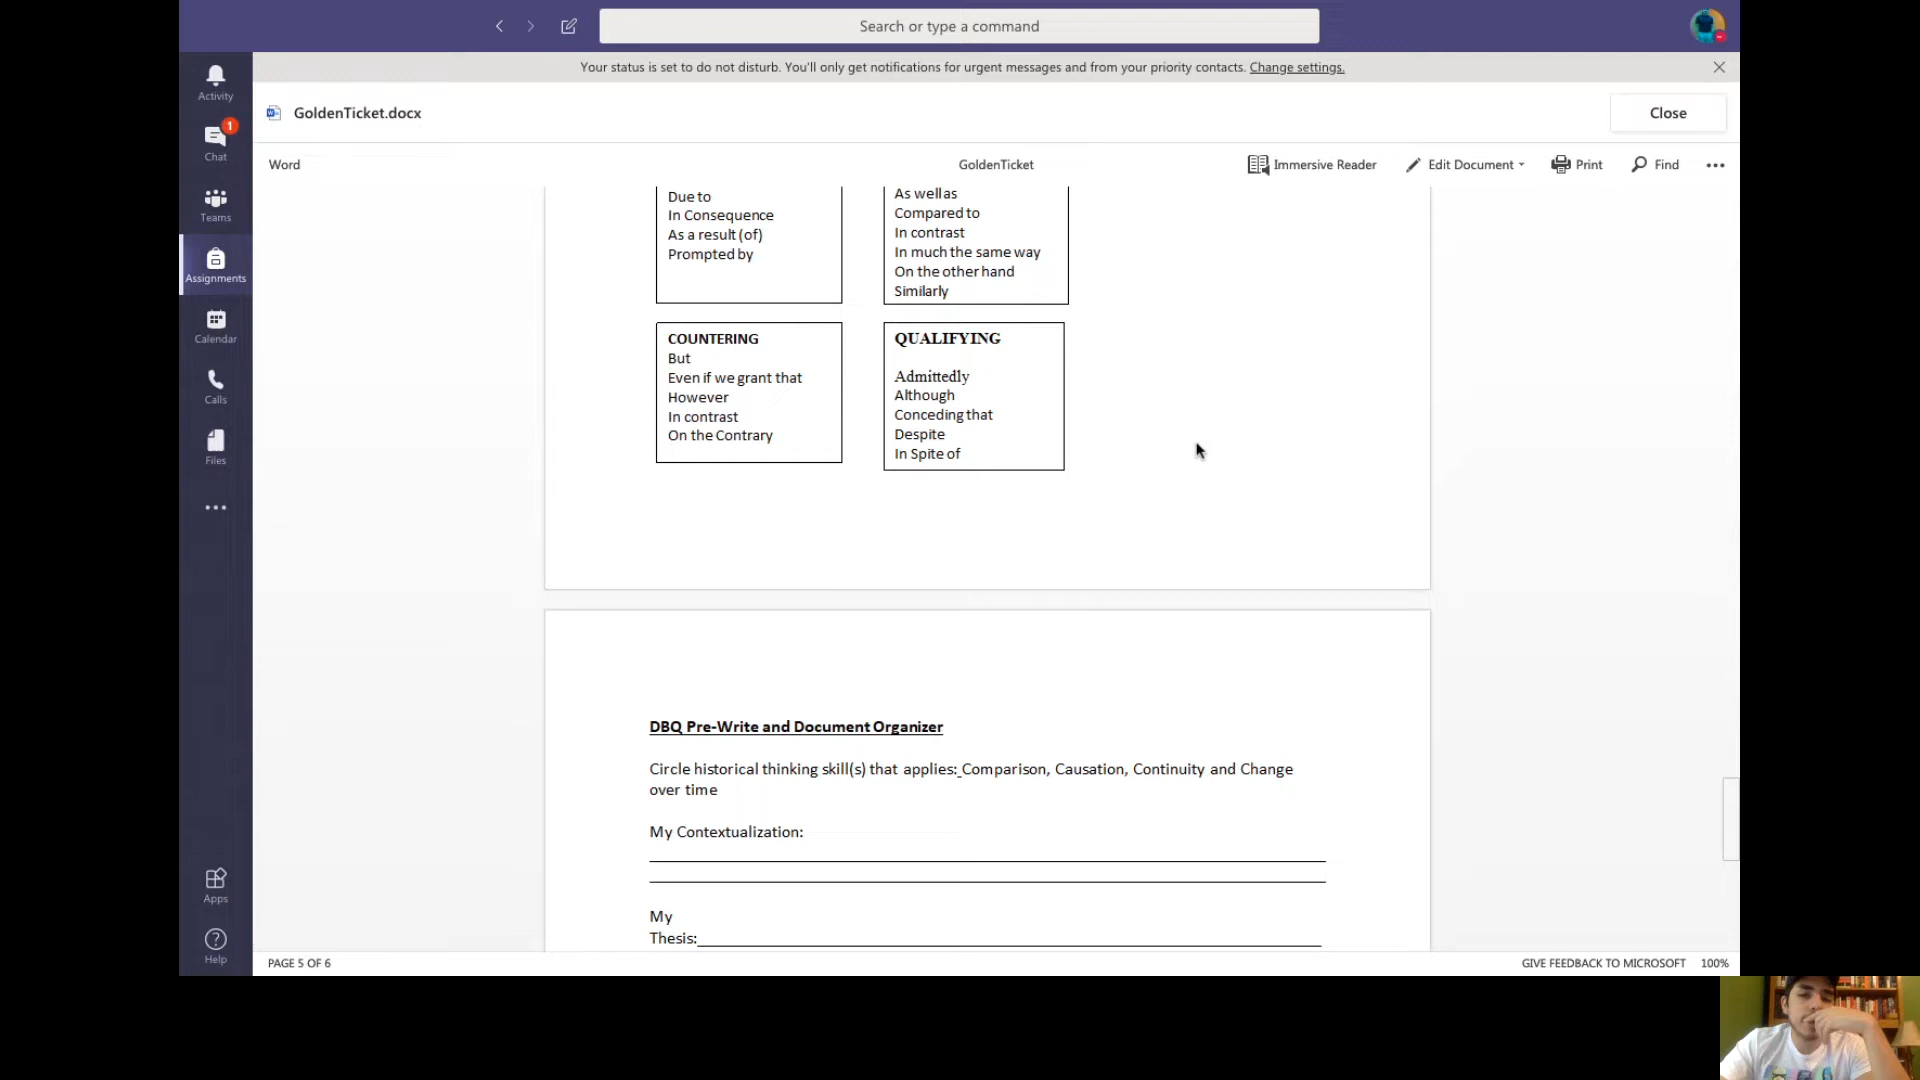 Search or type a command
Your status is set to do not disturb. You'll only get notifications for urgent messages and from your priority contacts. Change settings.
Activity
GoldenTicket.docx
Close
1
Chat
Word
GoldenTicket
Immersive Reader
Edit Document
Print
Find
Teams
Assignments
Calendar
Calls
Files
Apps
Help
Due to
In Consequence
As a result (of)
Prompted by
As well as
Compared to
In contrast
In much the same way
On the other hand
Similarly
COUNTERING
But
Even if we grant that
However
In contrast
On the Contrary
QUALIFYING
Admittedly
Although
Conceding that
Despite
In Spite of
DBQ Pre-Write and Document Organizer
Circle historical thinking skill(s) that applies: Comparison, Causation, Continuity and Change
over time
My Contextualization:
My
Thesis:
PAGE 5 OF 6
GIVE FEEDBACK TO MICROSOFT 100%